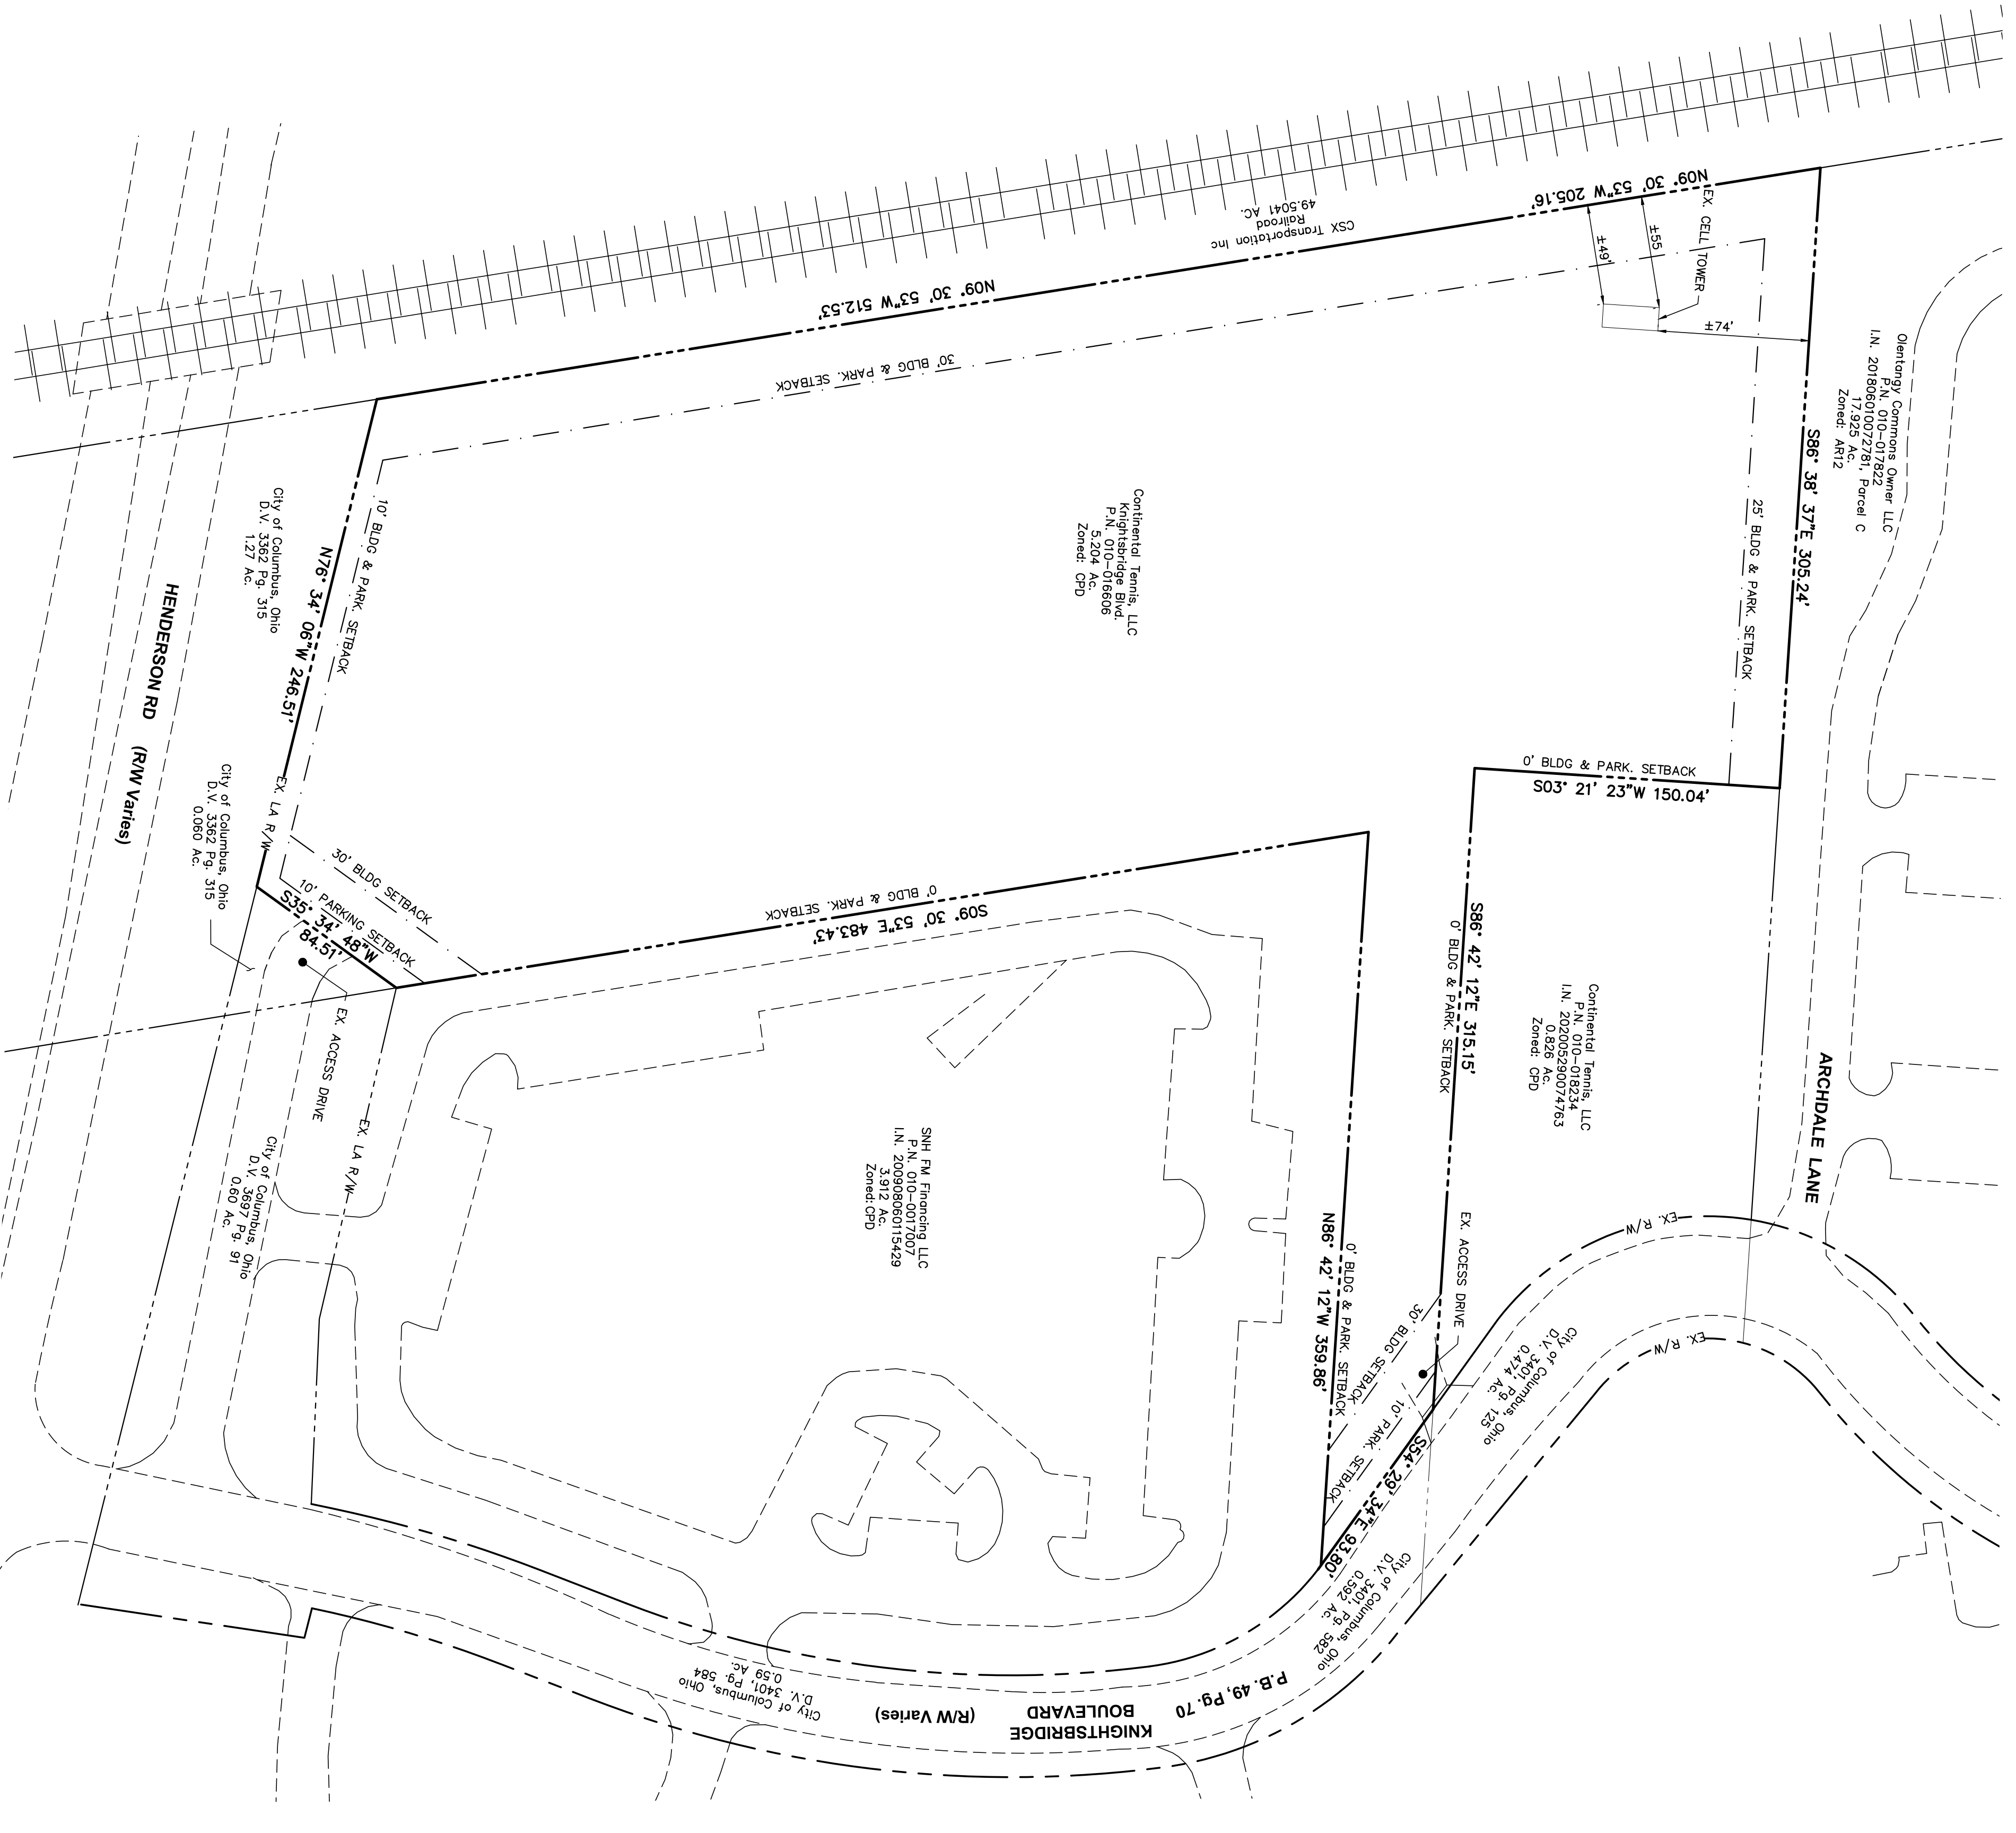 N09° 30' 53"W 205.16'
EX. CELL TOWER
±55
±49'
±74'
CSX Transportation Inc
Railroad
49.5041 AC.
N09° 30' 53"W 512.53'
30' BLDG & PARK. SETBACK
Olentangy Commons Owner LLC
P.N. 010-017822
I.N. 201806010072781, Parcel C
17.925 Ac.
Zoned: AR12
S86° 38' 37"E 305.24'
25' BLDG & PARK. SETBACK
Continental Tennis, LLC
Knightsbridge Blvd.
P.N. 010-016606
5.204 Ac.
Zoned: CPD
City of Columbus, Ohio
D.V. 3362 Pg. 315
1.27 Ac.
10' BLDG & PARK. SETBACK
N76° 34' 06"W 246.51'
HENDERSON RD (R/W Varies)
City of Columbus, Ohio
D.V. 3362 Pg. 315
0.060 Ac.
EX. LA R/W
30' BLDG SETBACK
10' PARKING SETBACK
S35° 34' 48"W
84.51'
0' BLDG & PARK. SETBACK
S03° 21' 23"W 150.04'
0' BLDG & PARK. SETBACK
S09° 30' 53"E 483.43'
S86° 42' 12"E 315.15'
0' BLDG & PARK. SETBACK
Continental Tennis, LLC
P.N. 010-018234
I.N. 202005290074763
0.826 Ac.
Zoned: CPD
ARCHDALE LANE
EX. ACCESS DRIVE
EX. LA R/W
City of Columbus, Ohio
D.V. 3697 Pg. 91
0.60 Ac.
SNH FM Financing LLC
P.N. 010-0017007
I.N. 200908060115429
3.912 Ac.
Zoned:CPD
N86° 42' 12"W 359.86'
0' BLDG & PARK. SETBACK
EX. ACCESS DRIVE
30' BLDG SETBACK
10' PARK. SETBACK
S54° 29' 34"E 93.80'
EX. R/W
EX. R/W
City of Columbus, Ohio
D.V. 3401, Pg. 125
0.474 Ac.
City of Columbus, Ohio
D.V. 3401, Pg. 582
0.592 Ac.
City of Columbus, Ohio
D.V. 3401, Pg. 584
0.59 Ac.
KNIGHTSBRIDGE
BOULEVARD
(R/W Varies)
P.B. 49, Pg. 70